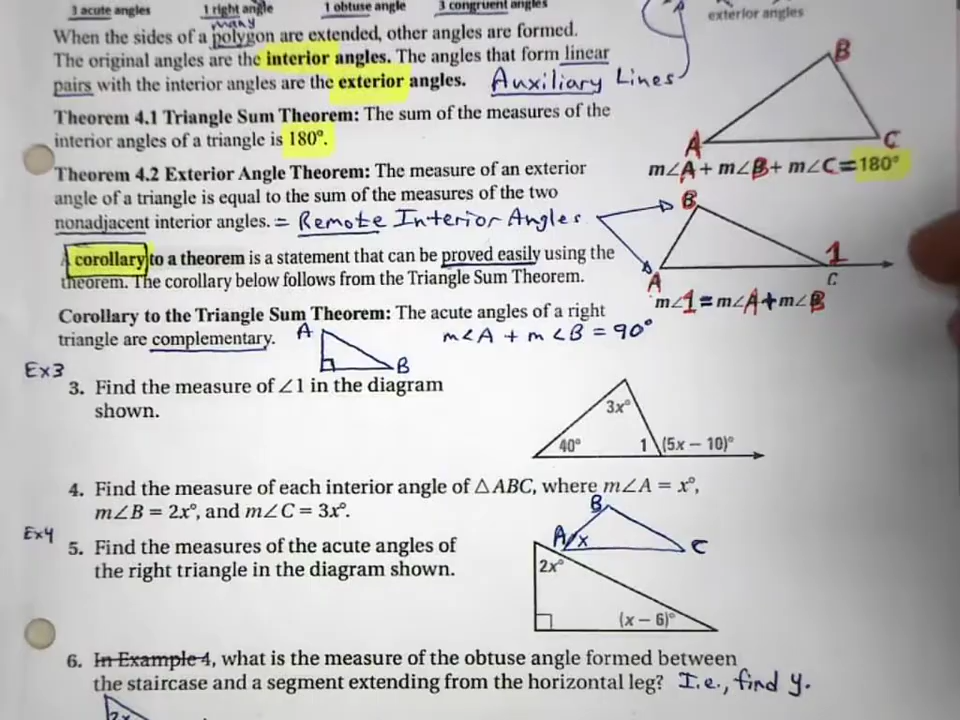 3 acute angles 1 right angle 1 obtuse angle 3 congruent angles
exterior angles
many
When the sides of a polygon are extended, other angles are formed.
The original angles are the interior angles. The angles that form linear
pairs with the interior angles are the exterior angles. Auxiliary Lines
Theorem 4.1 Triangle Sum Theorem: The sum of the measures of the
interior angles of a triangle is 180°.
B
A C
m∠A + m∠B + m∠C = 180°
Theorem 4.2 Exterior Angle Theorem: The measure of an exterior
angle of a triangle is equal to the sum of the measures of the two
nonadjacent interior angles. = Remote Interior Angles
B
A 1
C
m∠1 = m∠A + m∠B
A corollary to a theorem is a statement that can be proved easily using the
theorem. The corollary below follows from the Triangle Sum Theorem.
Corollary to the Triangle Sum Theorem: The acute angles of a right
triangle are complementary. A B m∠A + m∠B = 90°
Ex3
3. Find the measure of ∠1 in the diagram
shown.
3x°
40° 1 (5x − 10)°
4. Find the measure of each interior angle of △ABC, where m∠A = x°,
m∠B = 2x°, and m∠C = 3x°.
B
A x C
Ex4
5. Find the measures of the acute angles of
the right triangle in the diagram shown.
2x°
(x − 6)°
6. In Example 4, what is the measure of the obtuse angle formed between
the staircase and a segment extending from the horizontal leg? I.e., find y.
2x